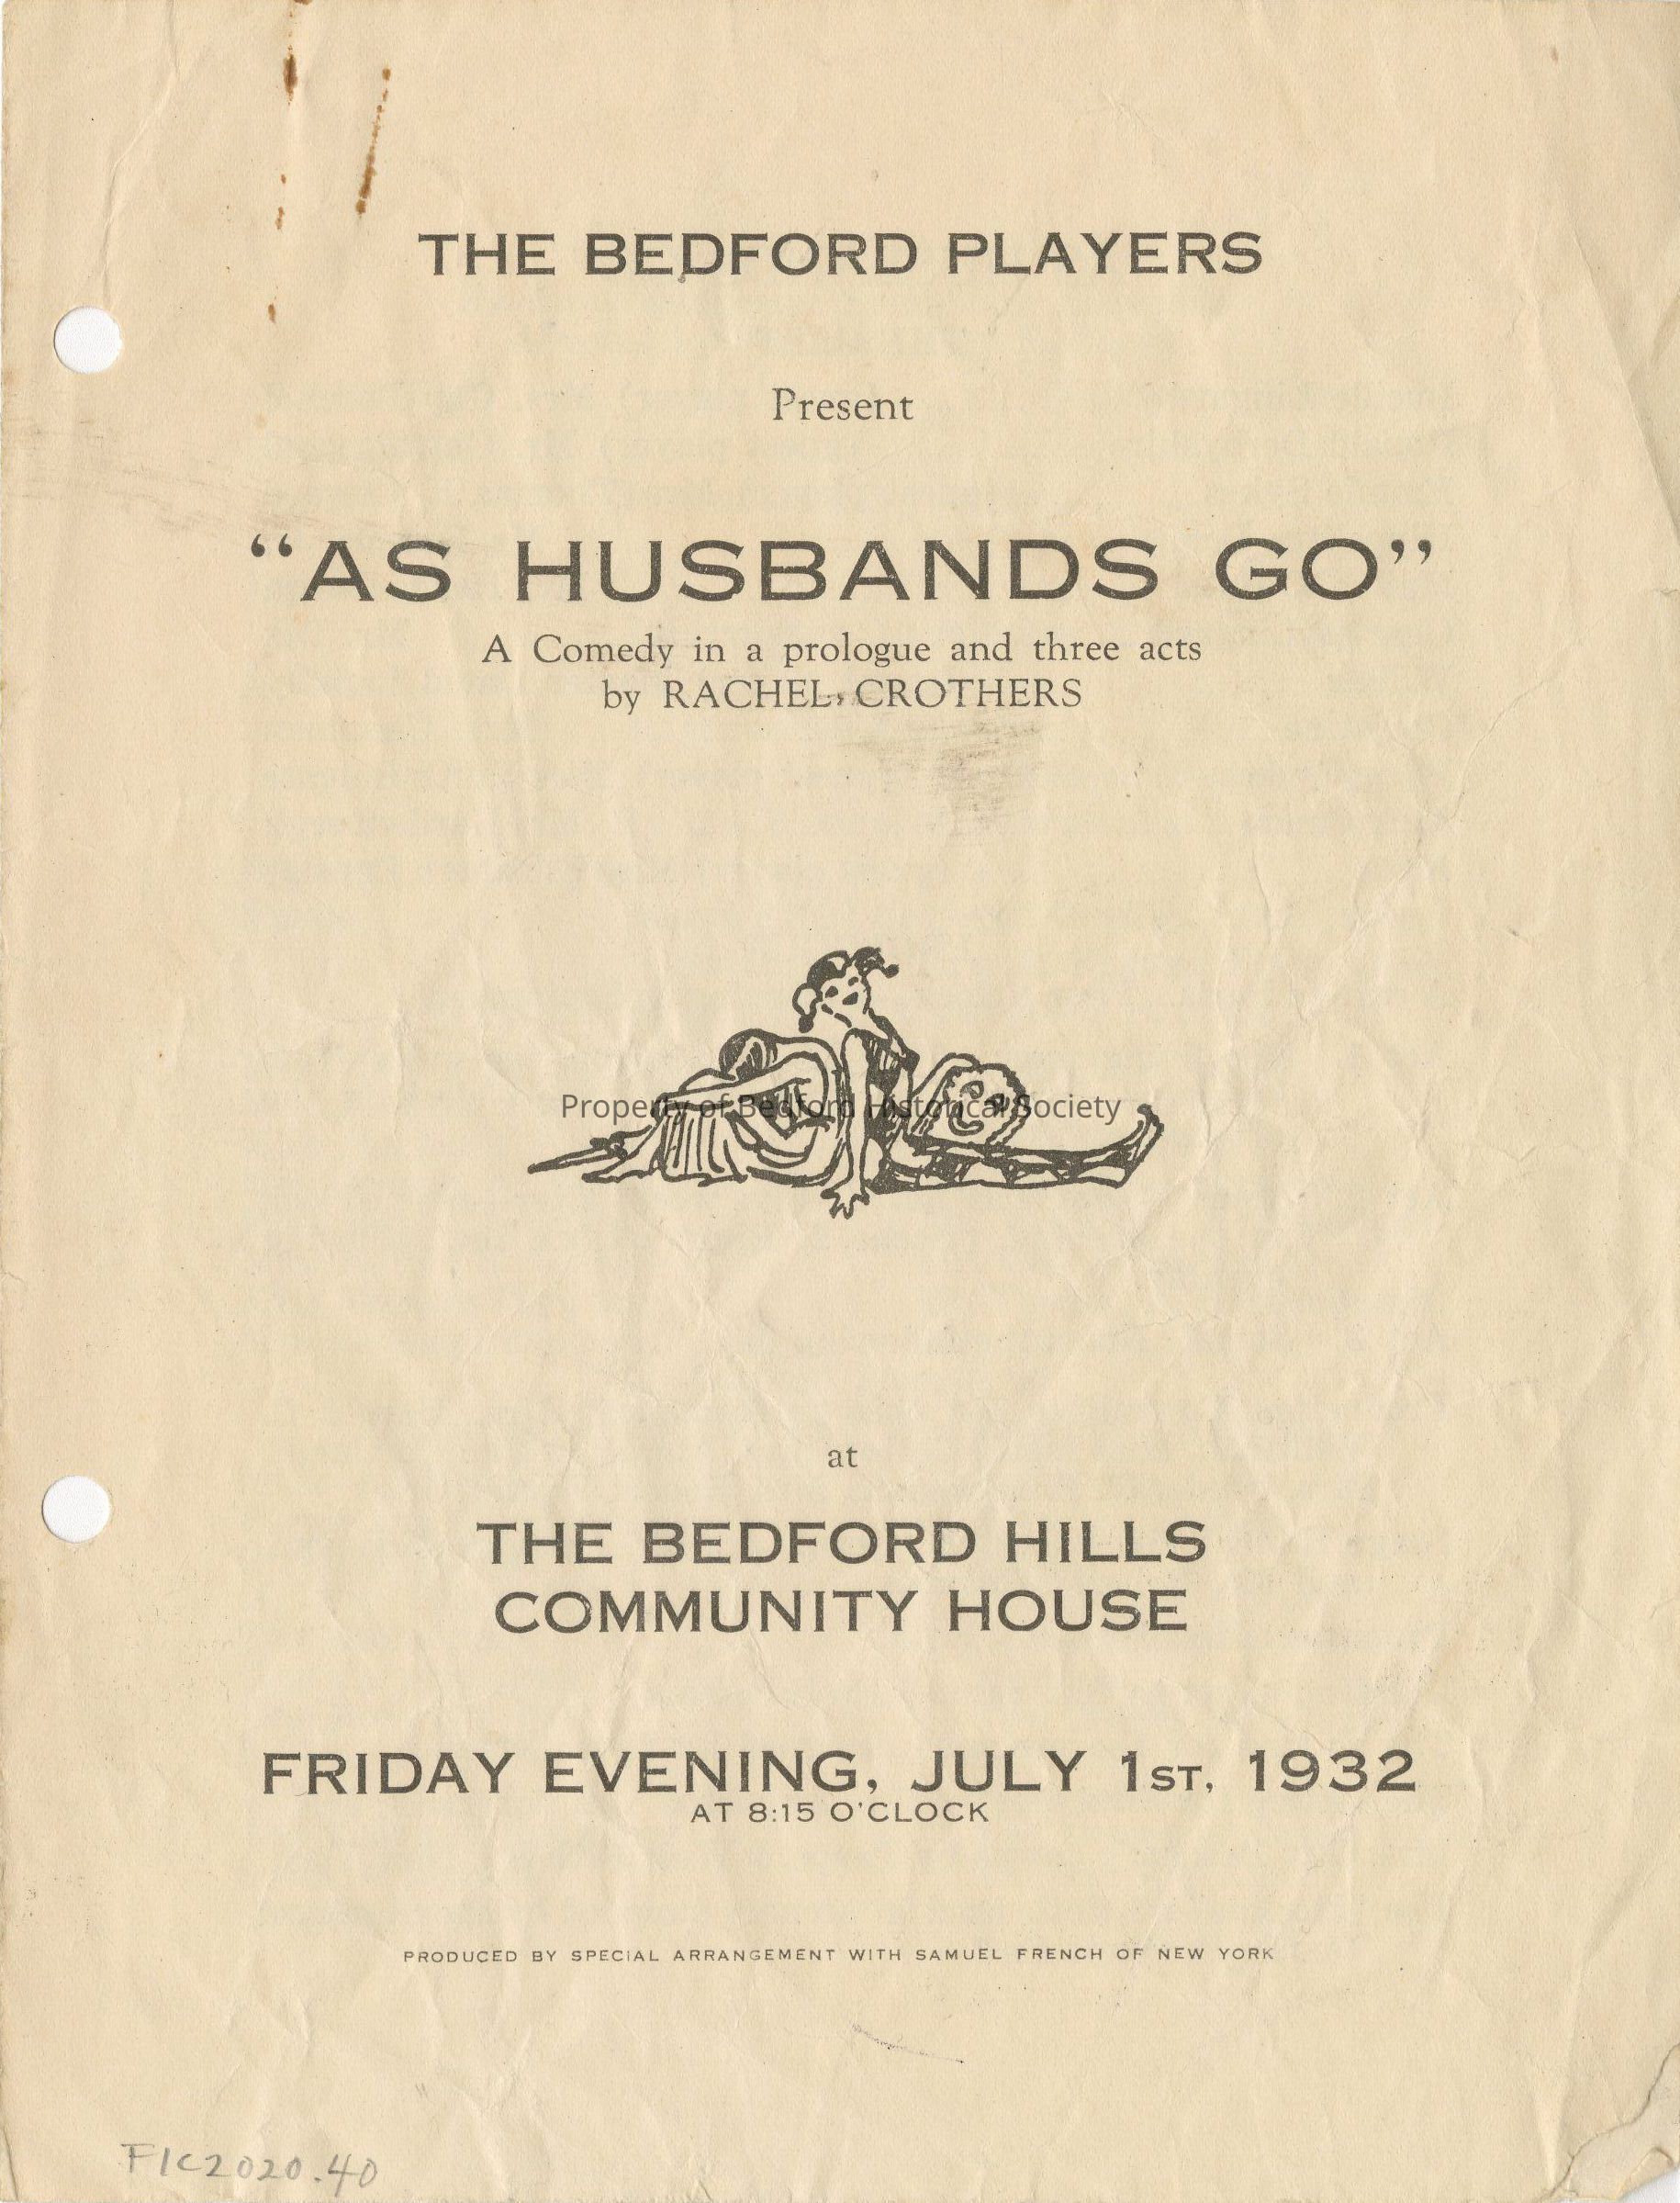 THE BEDFORD PLAYERS
Present
“AS HUSBANDS GO”
A Comedy in a prologue and three acts
by RACHEL CROTHERS
Property of Bedford Historical Society
at
THE BEDFORD HILLS
COMMUNITY HOUSE
FRIDAY EVENING, JULY 1ST, 1932
AT 8:15 O'CLOCK
PRODUCED BY SPECIAL ARRANGEMENT WITH SAMUEL FRENCH OF NEW YORK
FIC2020.40